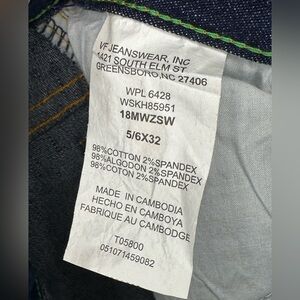 VF JEANSWEAR, INC
1421 SOUTH ELM ST
GREENSBORO, NC 27406
WPL 6428
WSKH85951
18MWZSW
5/6X32
98%COTTON 2%SPANDEX
98%ALGODON 2%SPANDEX
98%COTON 2%SPANDEX
MADE IN CAMBODIA
HECHO EN CAMBOYA
FABRIQUE AU CAMBODGE
T05800
051071459082